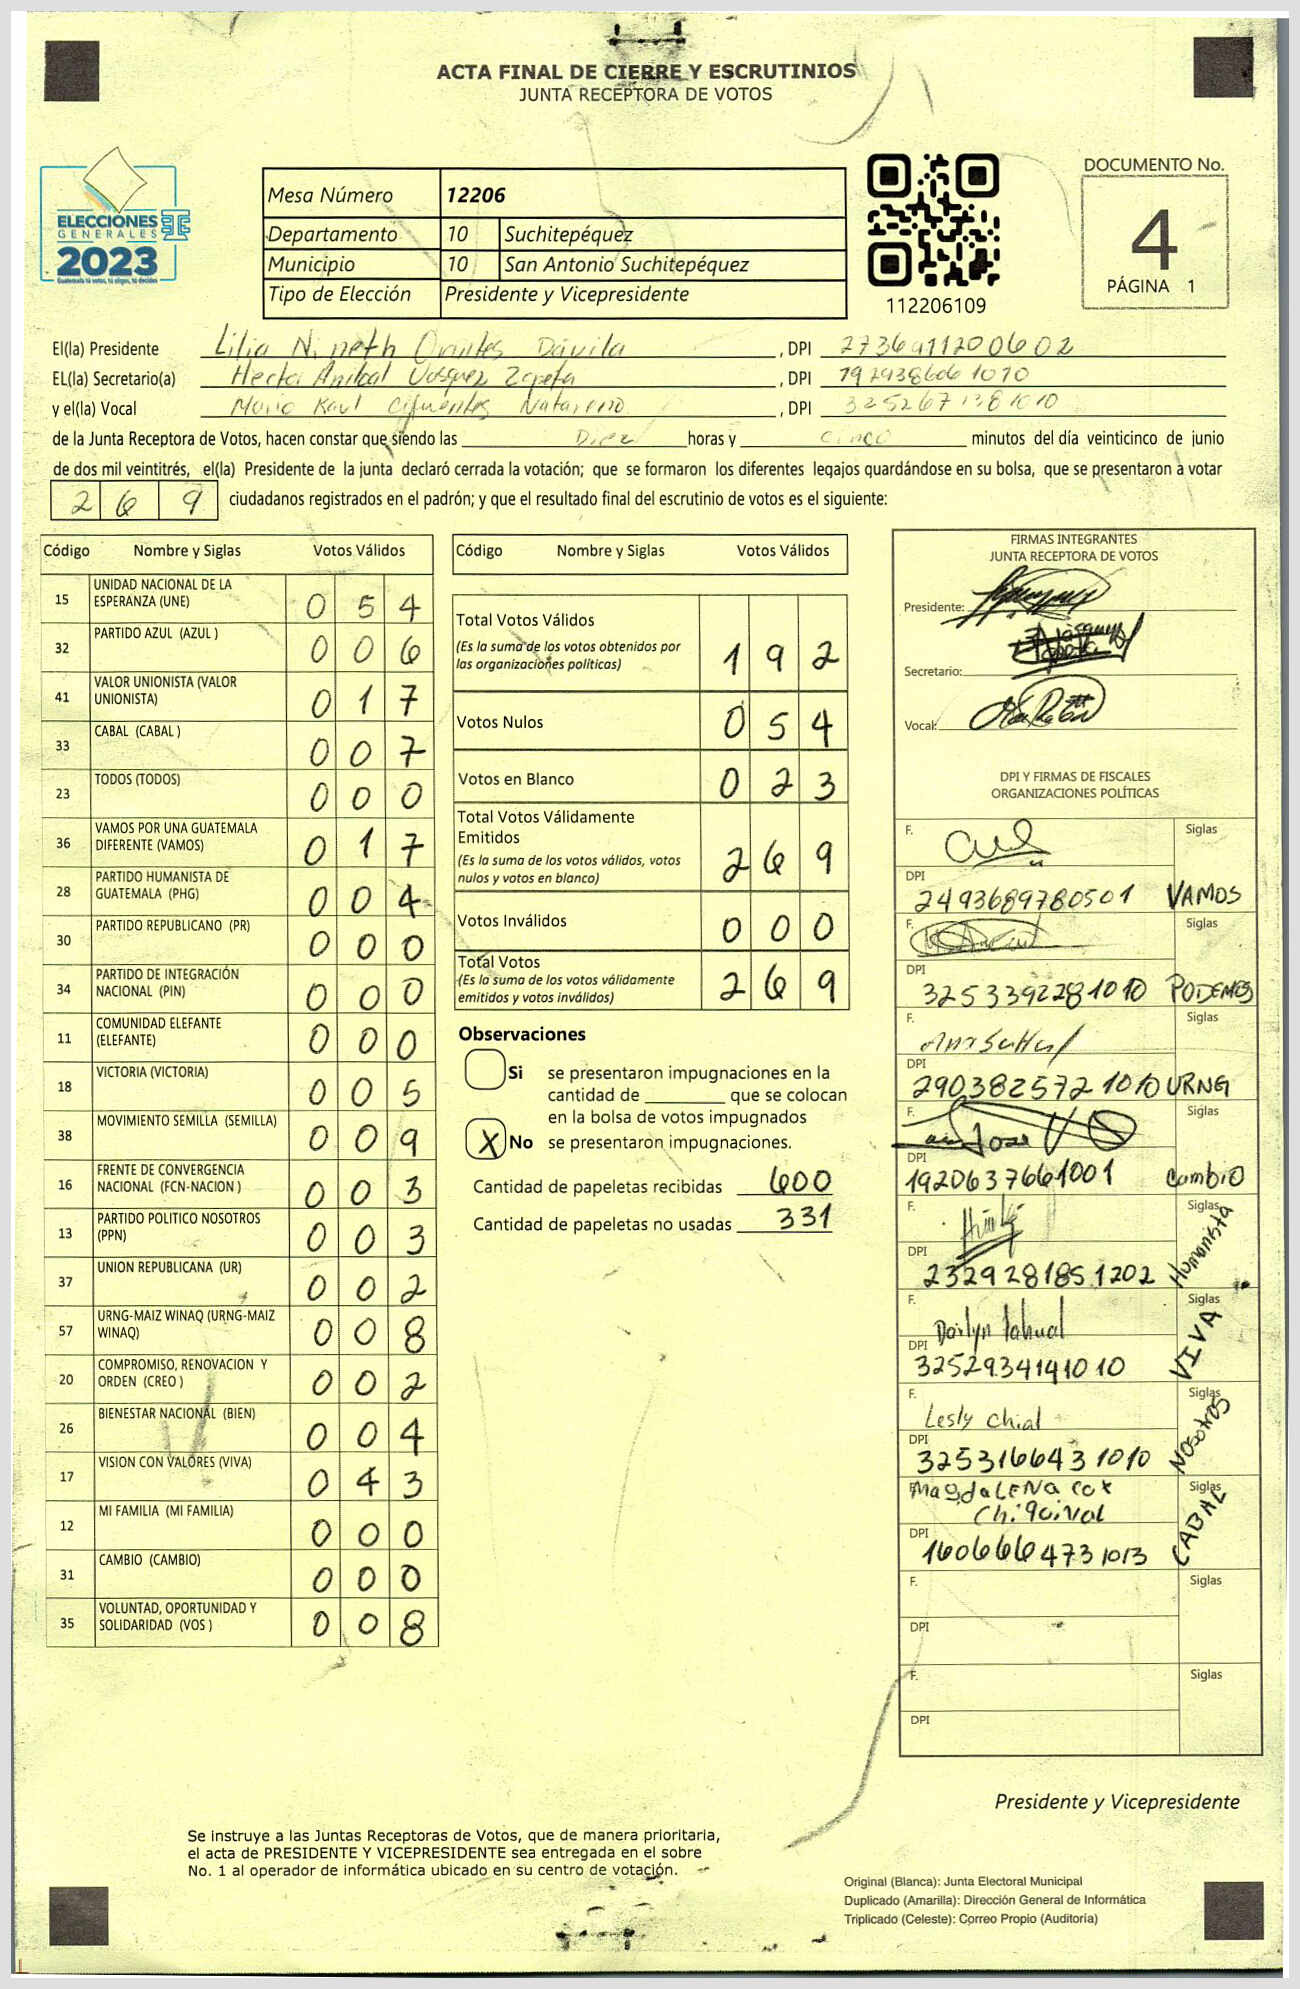 ACTA FINAL DE CIERRE Y ESCRUTINIOS
JUNTA RECEPTORA DE VOTOS
ELECCIONES
GENERALES
2023
Guatemala tú votas, tú eliges, tú decides
Mesa Número 12206
Departamento 10 Suchitepéquez
Municipio 10 San Antonio Suchitepéquez
Tipo de Elección Presidente y Vicepresidente
112206109
DOCUMENTO No.
4
PÁGINA 1
El(la) Presidente Lilia Nineth Dávila , DPI 2736911200602
EL(la) Secretario(a) Hector Anibal Vasquez Zapeta , DPI
y el(la) Vocal Mario Raul Cifuentes Natareno , DPI 3252671381010
de la Junta Receptora de Votos, hacen constar que siendo las Diez horas y cinco minutos del día veinticinco de junio
de dos mil veintitrés, el(la) Presidente de la junta declaró cerrada la votación; que se formaron los diferentes legajos quardándose en su bolsa, que se presentaron a votar
2 6 9 ciudadanos registrados en el padrón; y que el resultado final del escrutinio de votos es el siguiente:
Código Nombre y Siglas Votos Válidos
15 UNIDAD NACIONAL DE LA ESPERANZA (UNE) 0 5 4
32 PARTIDO AZUL (AZUL ) 0 0 6
41 VALOR UNIONISTA (VALOR UNIONISTA) 0 1 7
33 CABAL (CABAL ) 0 0 7
23 TODOS (TODOS) 0 0 0
36 VAMOS POR UNA GUATEMALA DIFERENTE (VAMOS) 0 1 7
28 PARTIDO HUMANISTA DE GUATEMALA (PHG) 0 0 4
30 PARTIDO REPUBLICANO (PR) 0 0 0
34 PARTIDO DE INTEGRACIÓN NACIONAL (PIN) 0 0 0
11 COMUNIDAD ELEFANTE (ELEFANTE) 0 0 0
18 VICTORIA (VICTORIA) 0 0 5
38 MOVIMIENTO SEMILLA (SEMILLA) 0 0 9
16 FRENTE DE CONVERGENCIA NACIONAL (FCN-NACION ) 0 0 3
13 PARTIDO POLITICO NOSOTROS (PPN) 0 0 3
37 UNION REPUBLICANA (UR) 0 0 2
57 URNG-MAIZ WINAQ (URNG-MAIZ WINAQ) 0 0 8
20 COMPROMISO, RENOVACION Y ORDEN (CREO ) 0 0 2
26 BIENESTAR NACIONAL (BIEN) 0 0 4
17 VISION CON VALORES (VIVA) 0 4 3
12 MI FAMILIA (MI FAMILIA) 0 0 0
31 CAMBIO (CAMBIO) 0 0 0
35 VOLUNTAD, OPORTUNIDAD Y SOLIDARIDAD (VOS ) 0 0 8
Código Nombre y Siglas Votos Válidos
Total Votos Válidos
(Es la suma de los votos obtenidos por las organizaciones políticas) 1 9 2
Votos Nulos 0 5 4
Votos en Blanco 0 2 3
Total Votos Válidamente Emitidos
(Es la suma de los votos válidos, votos nulos y votos en blanco) 2 6 9
Votos Inválidos 0 0 0
Total Votos
(Es la suma de los votos válidamente emitidos y votos inválidos) 2 6 9
Observaciones
Si se presentaron impugnaciones en la
cantidad de ________ que se colocan
en la bolsa de votos impugnados
X No se presentaron impugnaciones.
Cantidad de papeletas recibidas 600
Cantidad de papeletas no usadas 331
FIRMAS INTEGRANTES
JUNTA RECEPTORA DE VOTOS
Presidente:
Secretario:
Vocal:
DPI Y FIRMAS DE FISCALES
ORGANIZACIONES POLÍTICAS
F. Siglas
DPI 2493689780501 VAMOS
F. Siglas
DPI 3253392281010 PODEMOS
F. Siglas
DPI 2903825721010 URNG
F. Jose Siglas
DPI 1920637661001 Cambio
F. Siglas
DPI 2329281851202 Humanista
F. Dailyn Tahual Siglas
DPI 3252934141010 VIVA
F. Lesly Chial Siglas
DPI 3253166431010 NOSOTROS
F. MagdaLENA cox Chiquival Siglas
DPI 1606664731013 CABAL
F. Siglas
DPI
F. Siglas
DPI
Presidente y Vicepresidente
Se instruye a las Juntas Receptoras de Votos, que de manera prioritaria,
el acta de PRESIDENTE Y VICEPRESIDENTE sea entregada en el sobre
No. 1 al operador de informática ubicado en su centro de votación.
Original (Blanca): Junta Electoral Municipal
Duplicado (Amarilla): Dirección General de Informática
Triplicado (Celeste): Correo Propio (Auditoría)